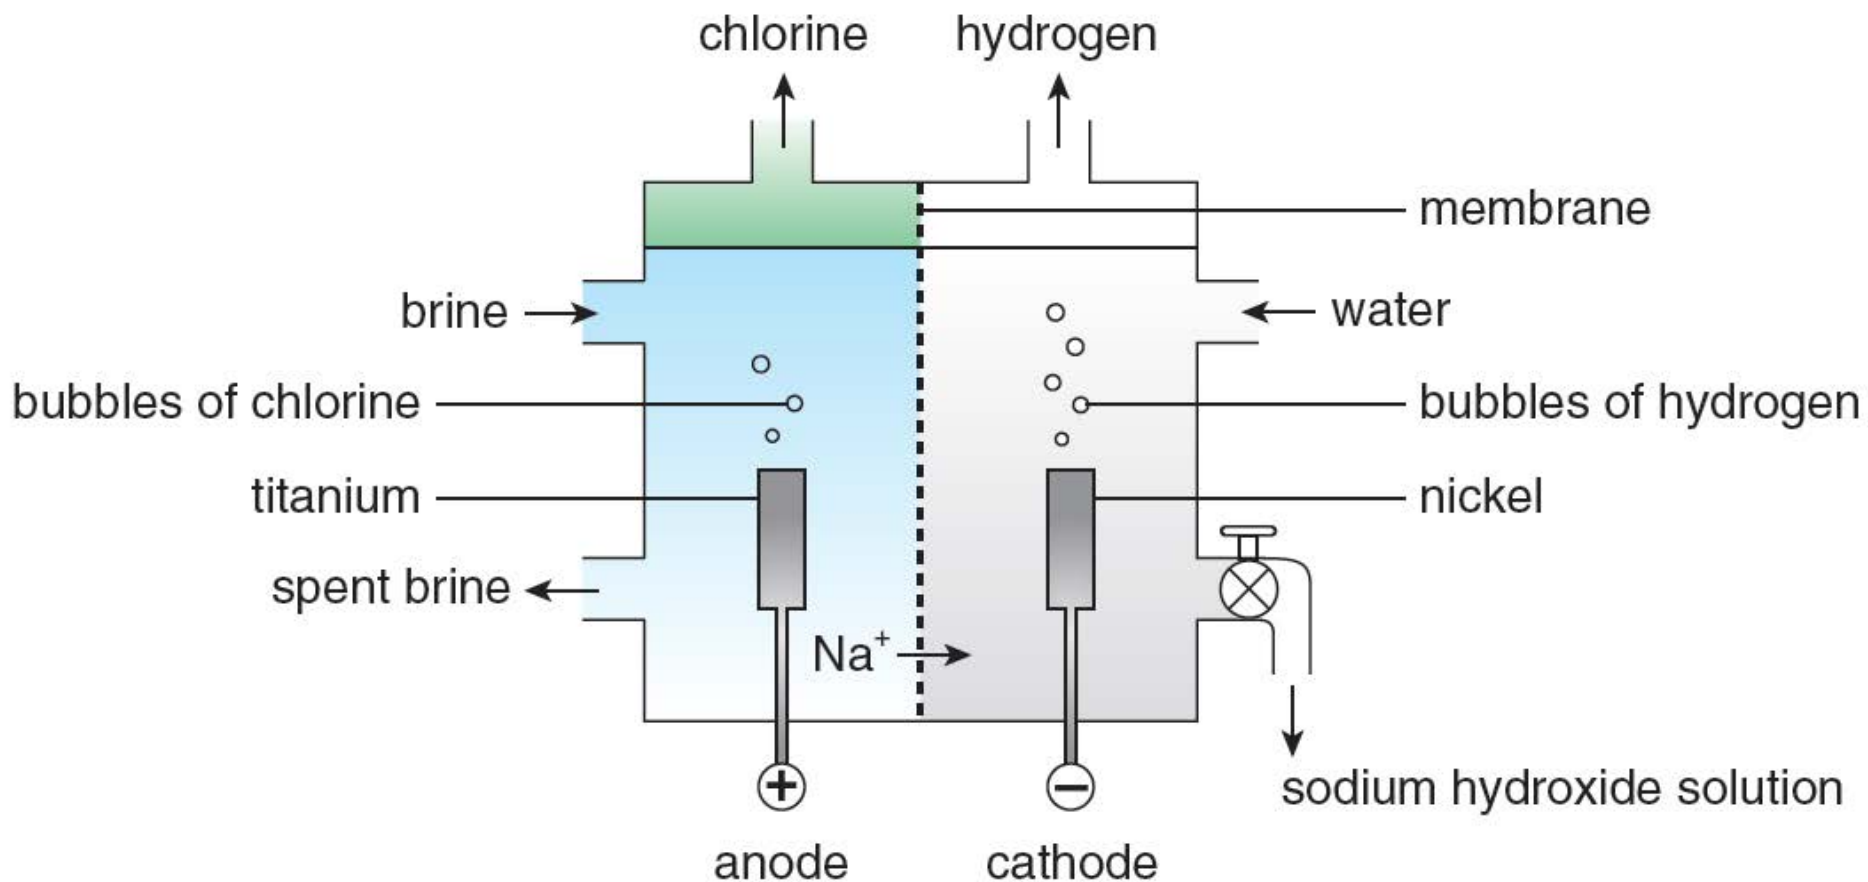 chlorine hydrogen
membrane
brine water
bubbles of chlorine bubbles of hydrogen
titanium nickel
spent brine
Na⁺
+ −
sodium hydroxide solution
anode cathode